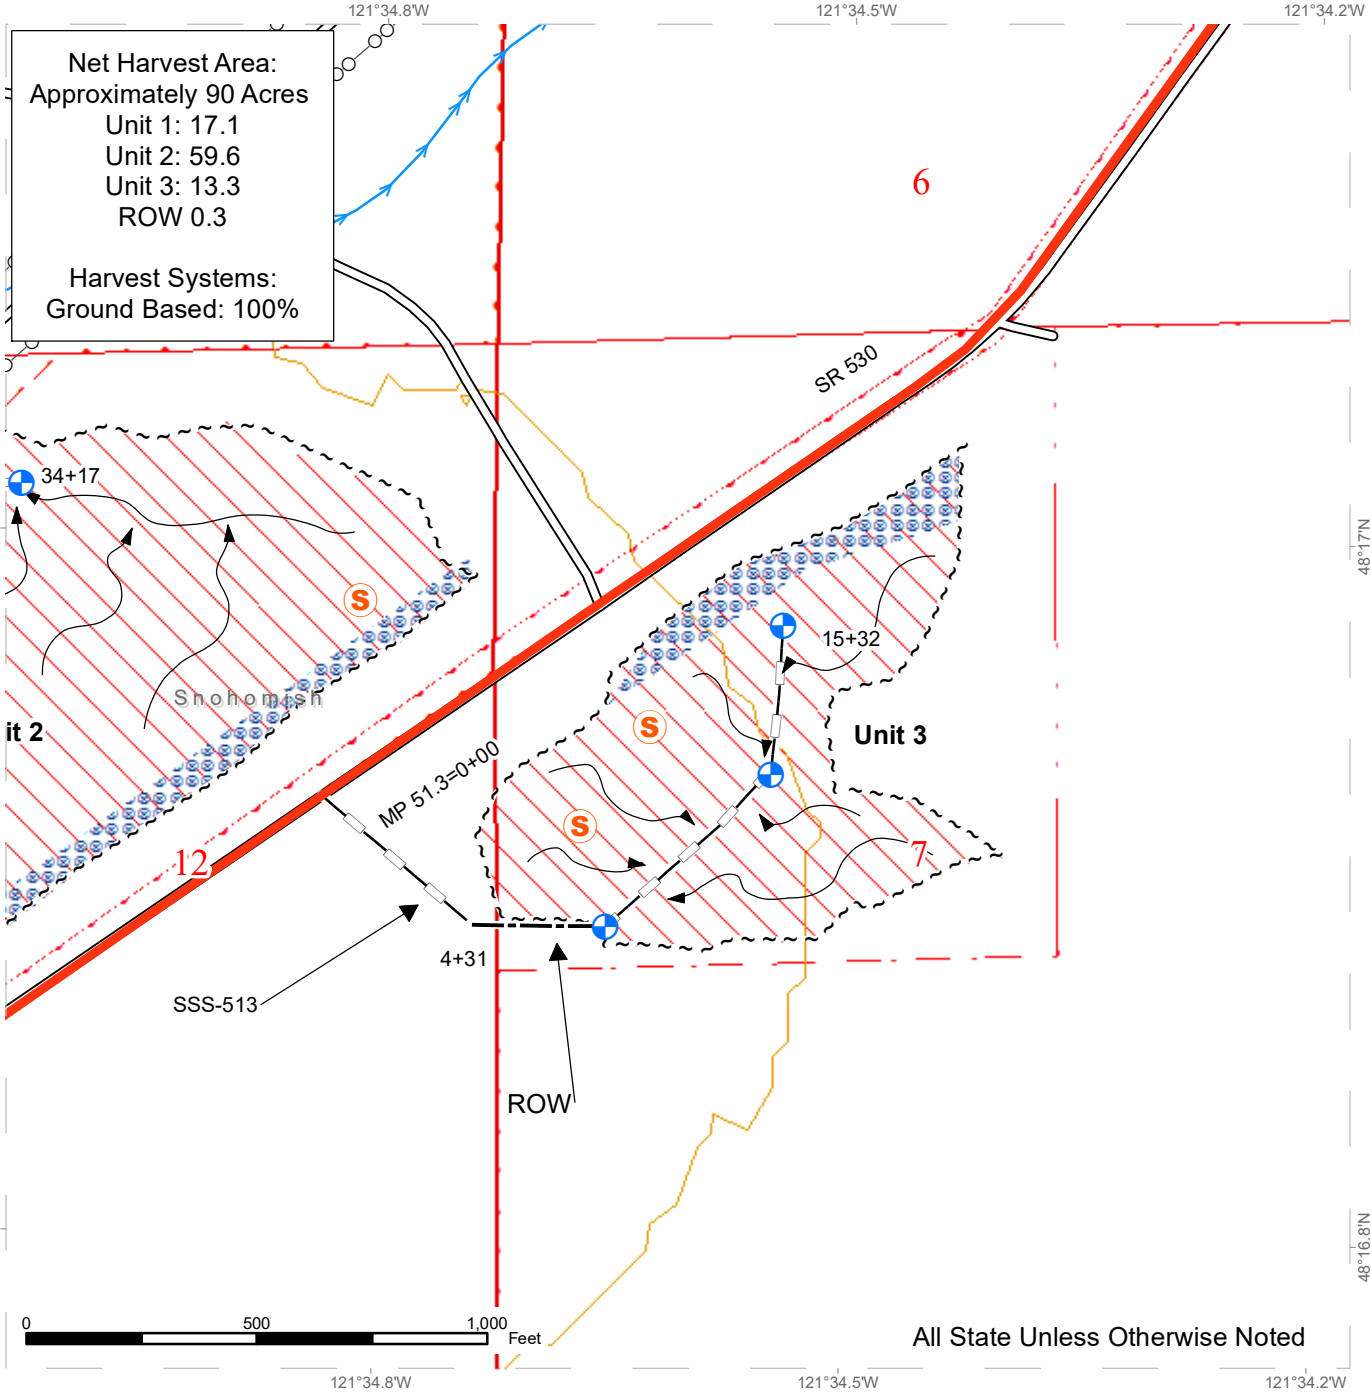 121°34.8'W
121°34.5'W
121°34.2'W
Net Harvest Area:
Approximately 90 Acres
Unit 1: 17.1
Unit 2: 59.6
Unit 3: 13.3
ROW 0.3
Harvest Systems:
Ground Based: 100%
6
SR 530
34+17
48°17'N
S
15+32
Snohomish
it 2
S
Unit 3
MP 51.3=0+00
S
12
7
4+31
SSS-513
ROW
48°16.8'N
0 500 1,000
Feet
All State Unless Otherwise Noted
121°34.8'W
121°34.5'W
121°34.2'W